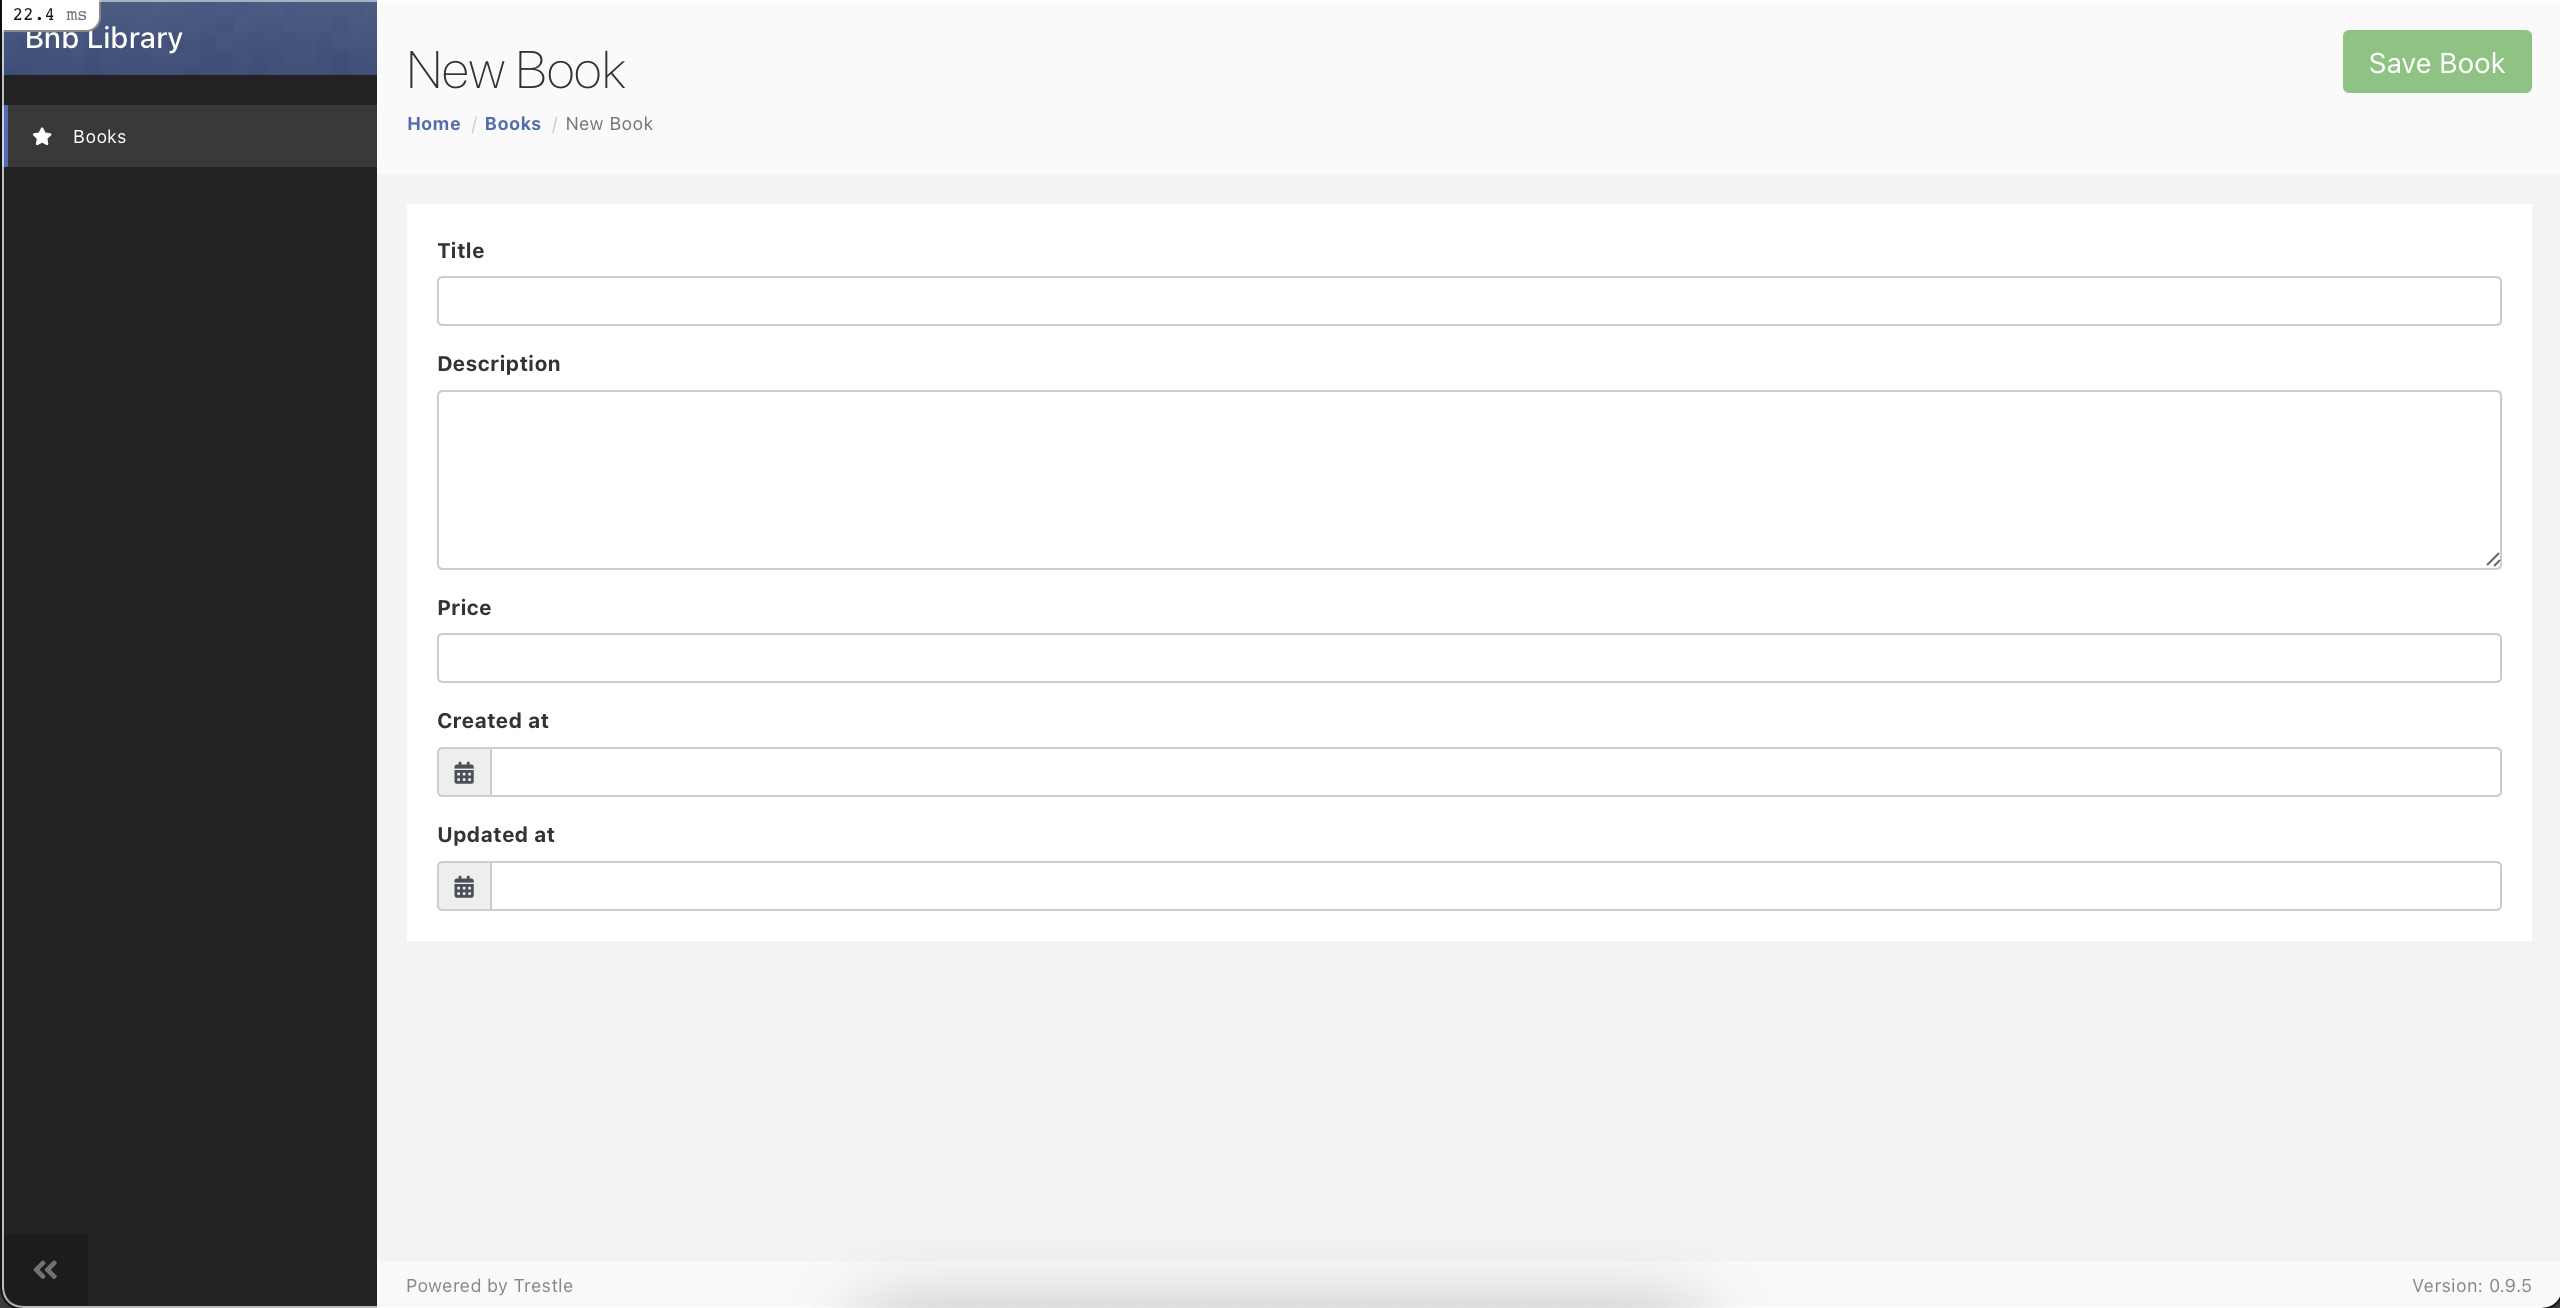 22.4 ms
Bnb Library
Books
New Book
Save Book
Home / Books / New Book
Title
Description
Price
Created at
Updated at
Powered by Trestle
Version: 0.9.5